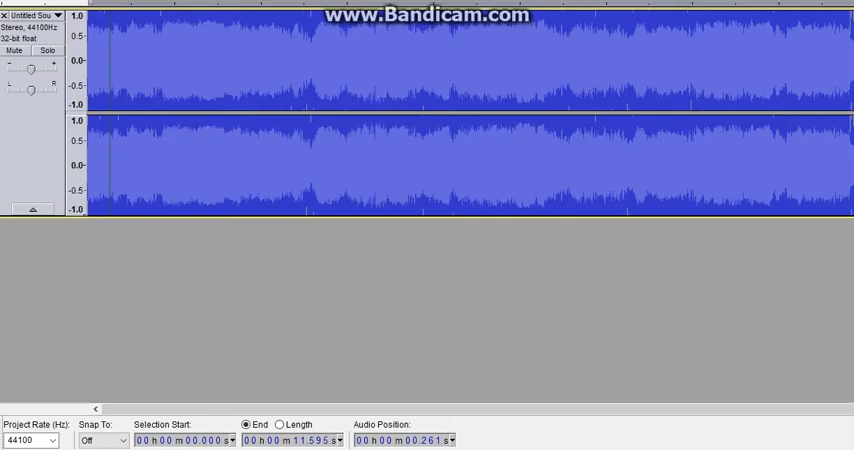 www.Bandicam.com
Untitled Sou
Stereo, 44100Hz
32-bit float
Mute Solo
- +
L R
1.0
0.5
0.0
-0.5
-1.0
1.0
0.5
0.0
-0.5
-1.0
Project Rate (Hz): Snap To: Selection Start: End Length Audio Position:
44100 Off 00 h 00 m 00.000 s 00 h 00 m 11.595 s 00 h 00 m 00.261 s